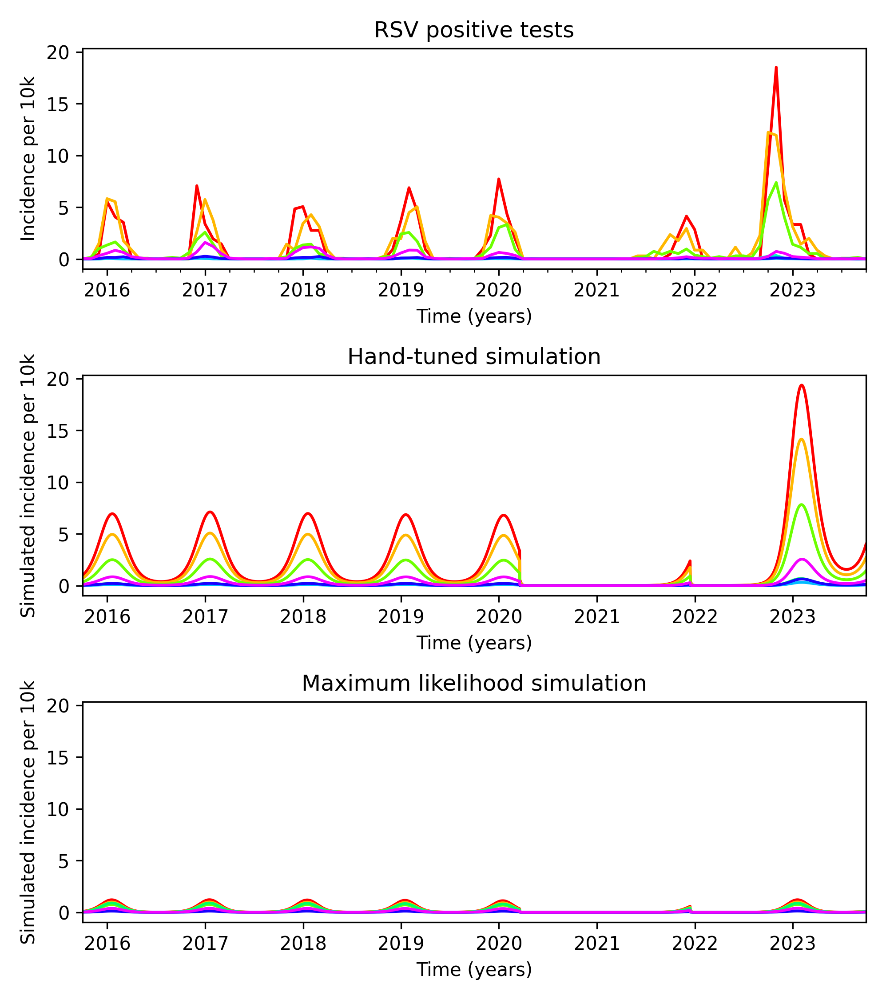 RSV positive tests
Incidence per 10k
20
15
10
5
0
2016 2017 2018 2019 2020 2021 2022 2023
Time (years)
Hand-tuned simulation
Simulated incidence per 10k
20
15
10
5
0
2016 2017 2018 2019 2020 2021 2022 2023
Time (years)
Maximum likelihood simulation
Simulated incidence per 10k
20
15
10
5
0
2016 2017 2018 2019 2020 2021 2022 2023
Time (years)